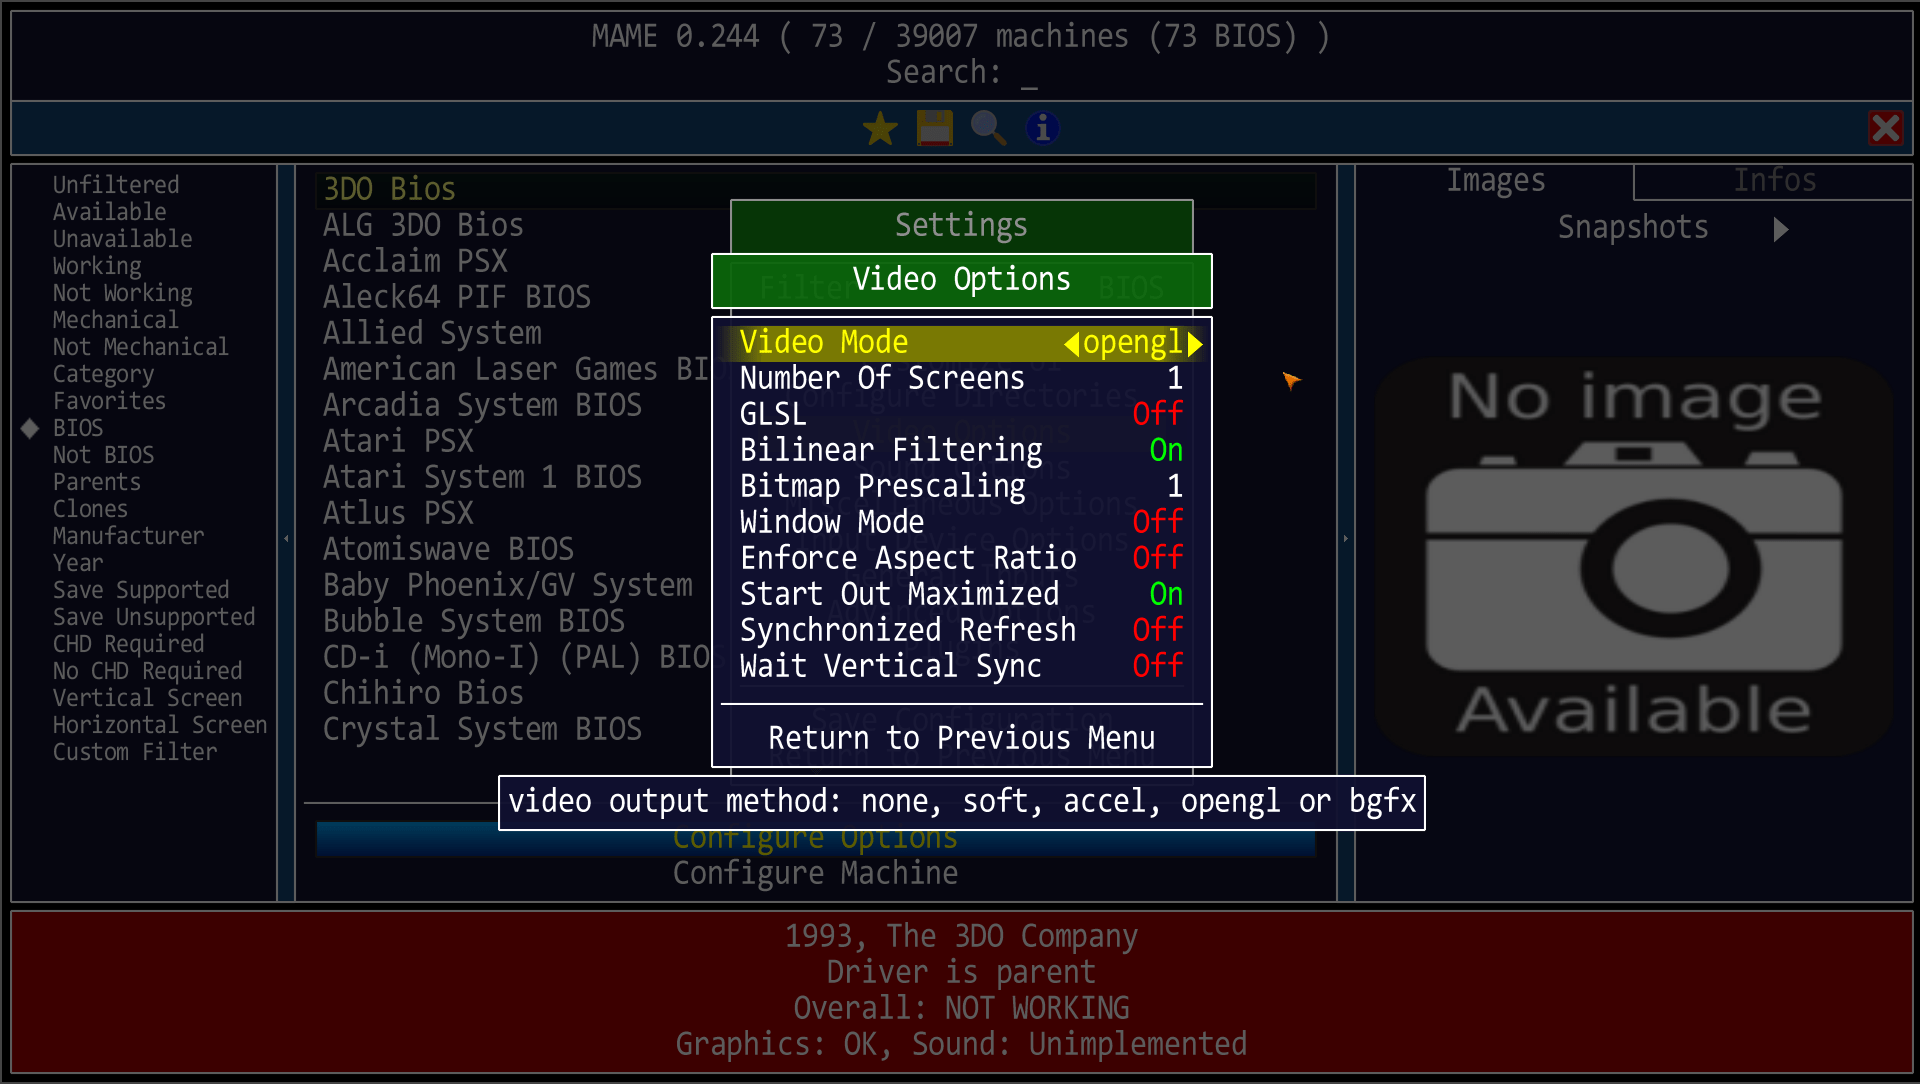 MAME 0.244 ( 73 / 39007 machines (73 BIOS) )
Search: _
Unfiltered
Available
Unavailable
Working
Not Working
Mechanical
Not Mechanical
Category
Favorites
BIOS
Not BIOS
Parents
Clones
Manufacturer
Year
Save Supported
Save Unsupported
CHD Required
No CHD Required
Vertical Screen
Horizontal Screen
Custom Filter
3DO Bios
ALG 3DO Bios
Acclaim PSX
Aleck64 PIF BIOS
Allied System
American Laser Games BI
Arcadia System BIOS
Atari PSX
Atari System 1 BIOS
Atlus PSX
Atomiswave BIOS
Baby Phoenix/GV System
Bubble System BIOS
CD-i (Mono-I) (PAL) BIO
Chihiro Bios
Crystal System BIOS
Configure Options
Configure Machine
Settings
Video Options
Video Mode opengl
Number Of Screens 1
GLSL Off
Bilinear Filtering On
Bitmap Prescaling 1
Window Mode Off
Enforce Aspect Ratio Off
Start Out Maximized On
Synchronized Refresh Off
Wait Vertical Sync Off
Return to Previous Menu
video output method: none, soft, accel, opengl or bgfx
Images Infos
Snapshots
No image
Available
1993, The 3DO Company
Driver is parent
Overall: NOT WORKING
Graphics: OK, Sound: Unimplemented